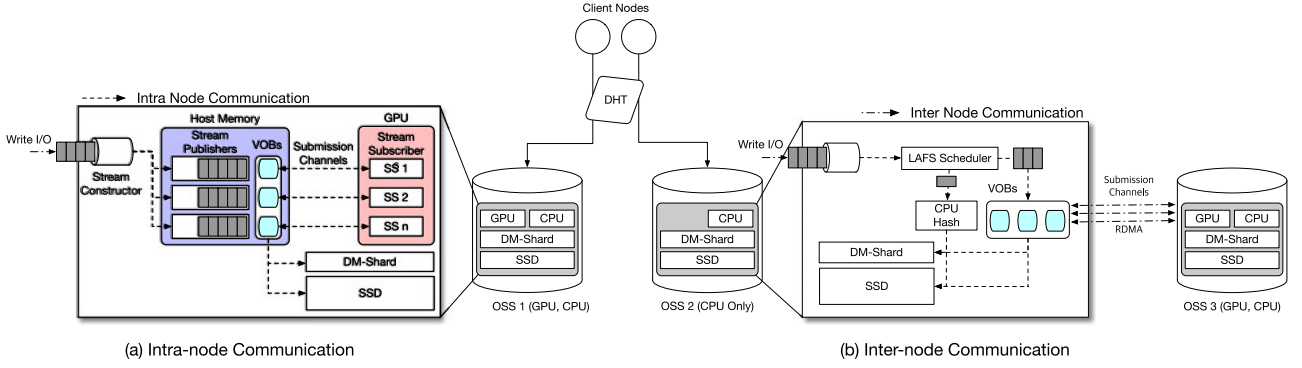 Client Nodes
DHT
Intra Node Communication
Write I/O
Stream
Constructor
Host Memory
Stream
Publishers
VOBs
Submission
Channels
GPU
Stream
Subscriber
SS 1
SS 2
SS n
DM-Shard
SSD
GPU
CPU
DM-Shard
SSD
OSS 1 (GPU, CPU)
CPU
DM-Shard
SSD
OSS 2 (CPU Only)
Inter Node Communication
Write I/O
LAFS Scheduler
CPU
Hash
VOBs
DM-Shard
SSD
Submission
Channels
RDMA
GPU
CPU
DM-Shard
SSD
OSS 3 (GPU, CPU)
(a) Intra-node Communication
(b) Inter-node Communication